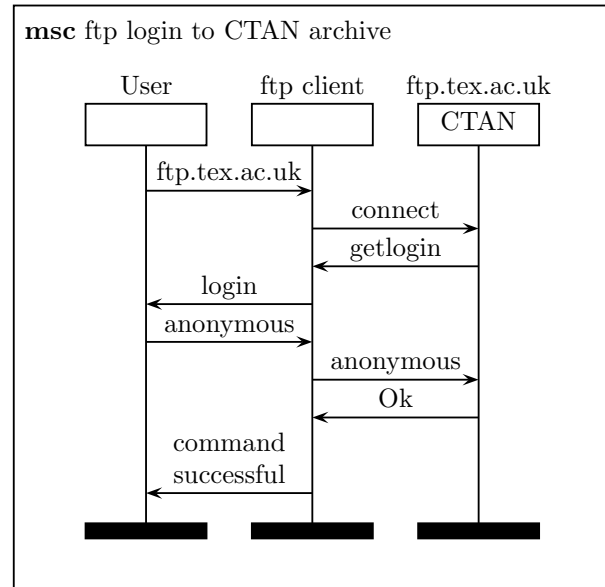 msc ftp login to CTAN archive
User
ftp client
ftp.tex.ac.uk
CTAN
ftp.tex.ac.uk
connect
getlogin
login
anonymous
anonymous
Ok
command
successful